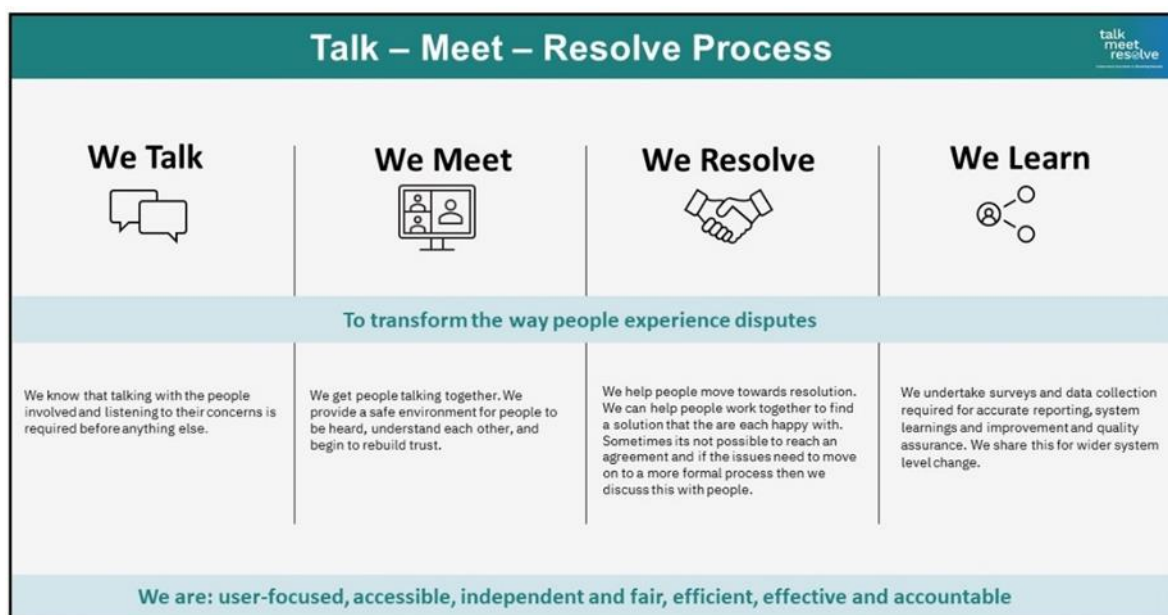 Talk – Meet – Resolve Process
talk
meet
resolve
We Talk
We Meet
We Resolve
We Learn
To transform the way people experience disputes
We know that talking with the people
involved and listening to their concerns is
required before anything else.
We get people talking together. We
provide a safe environment for people to
be heard, understand each other, and
begin to rebuild trust.
We help people move towards resolution.
We can help people work together to find
a solution that the are each happy with.
Sometimes its not possible to reach an
agreement and if the issues need to move
on to a more formal process then we
discuss this with people.
We undertake surveys and data collection
required for accurate reporting, system
learnings and improvement and quality
assurance. We share this for wider system
level change.
We are: user-focused, accessible, independent and fair, efficient, effective and accountable